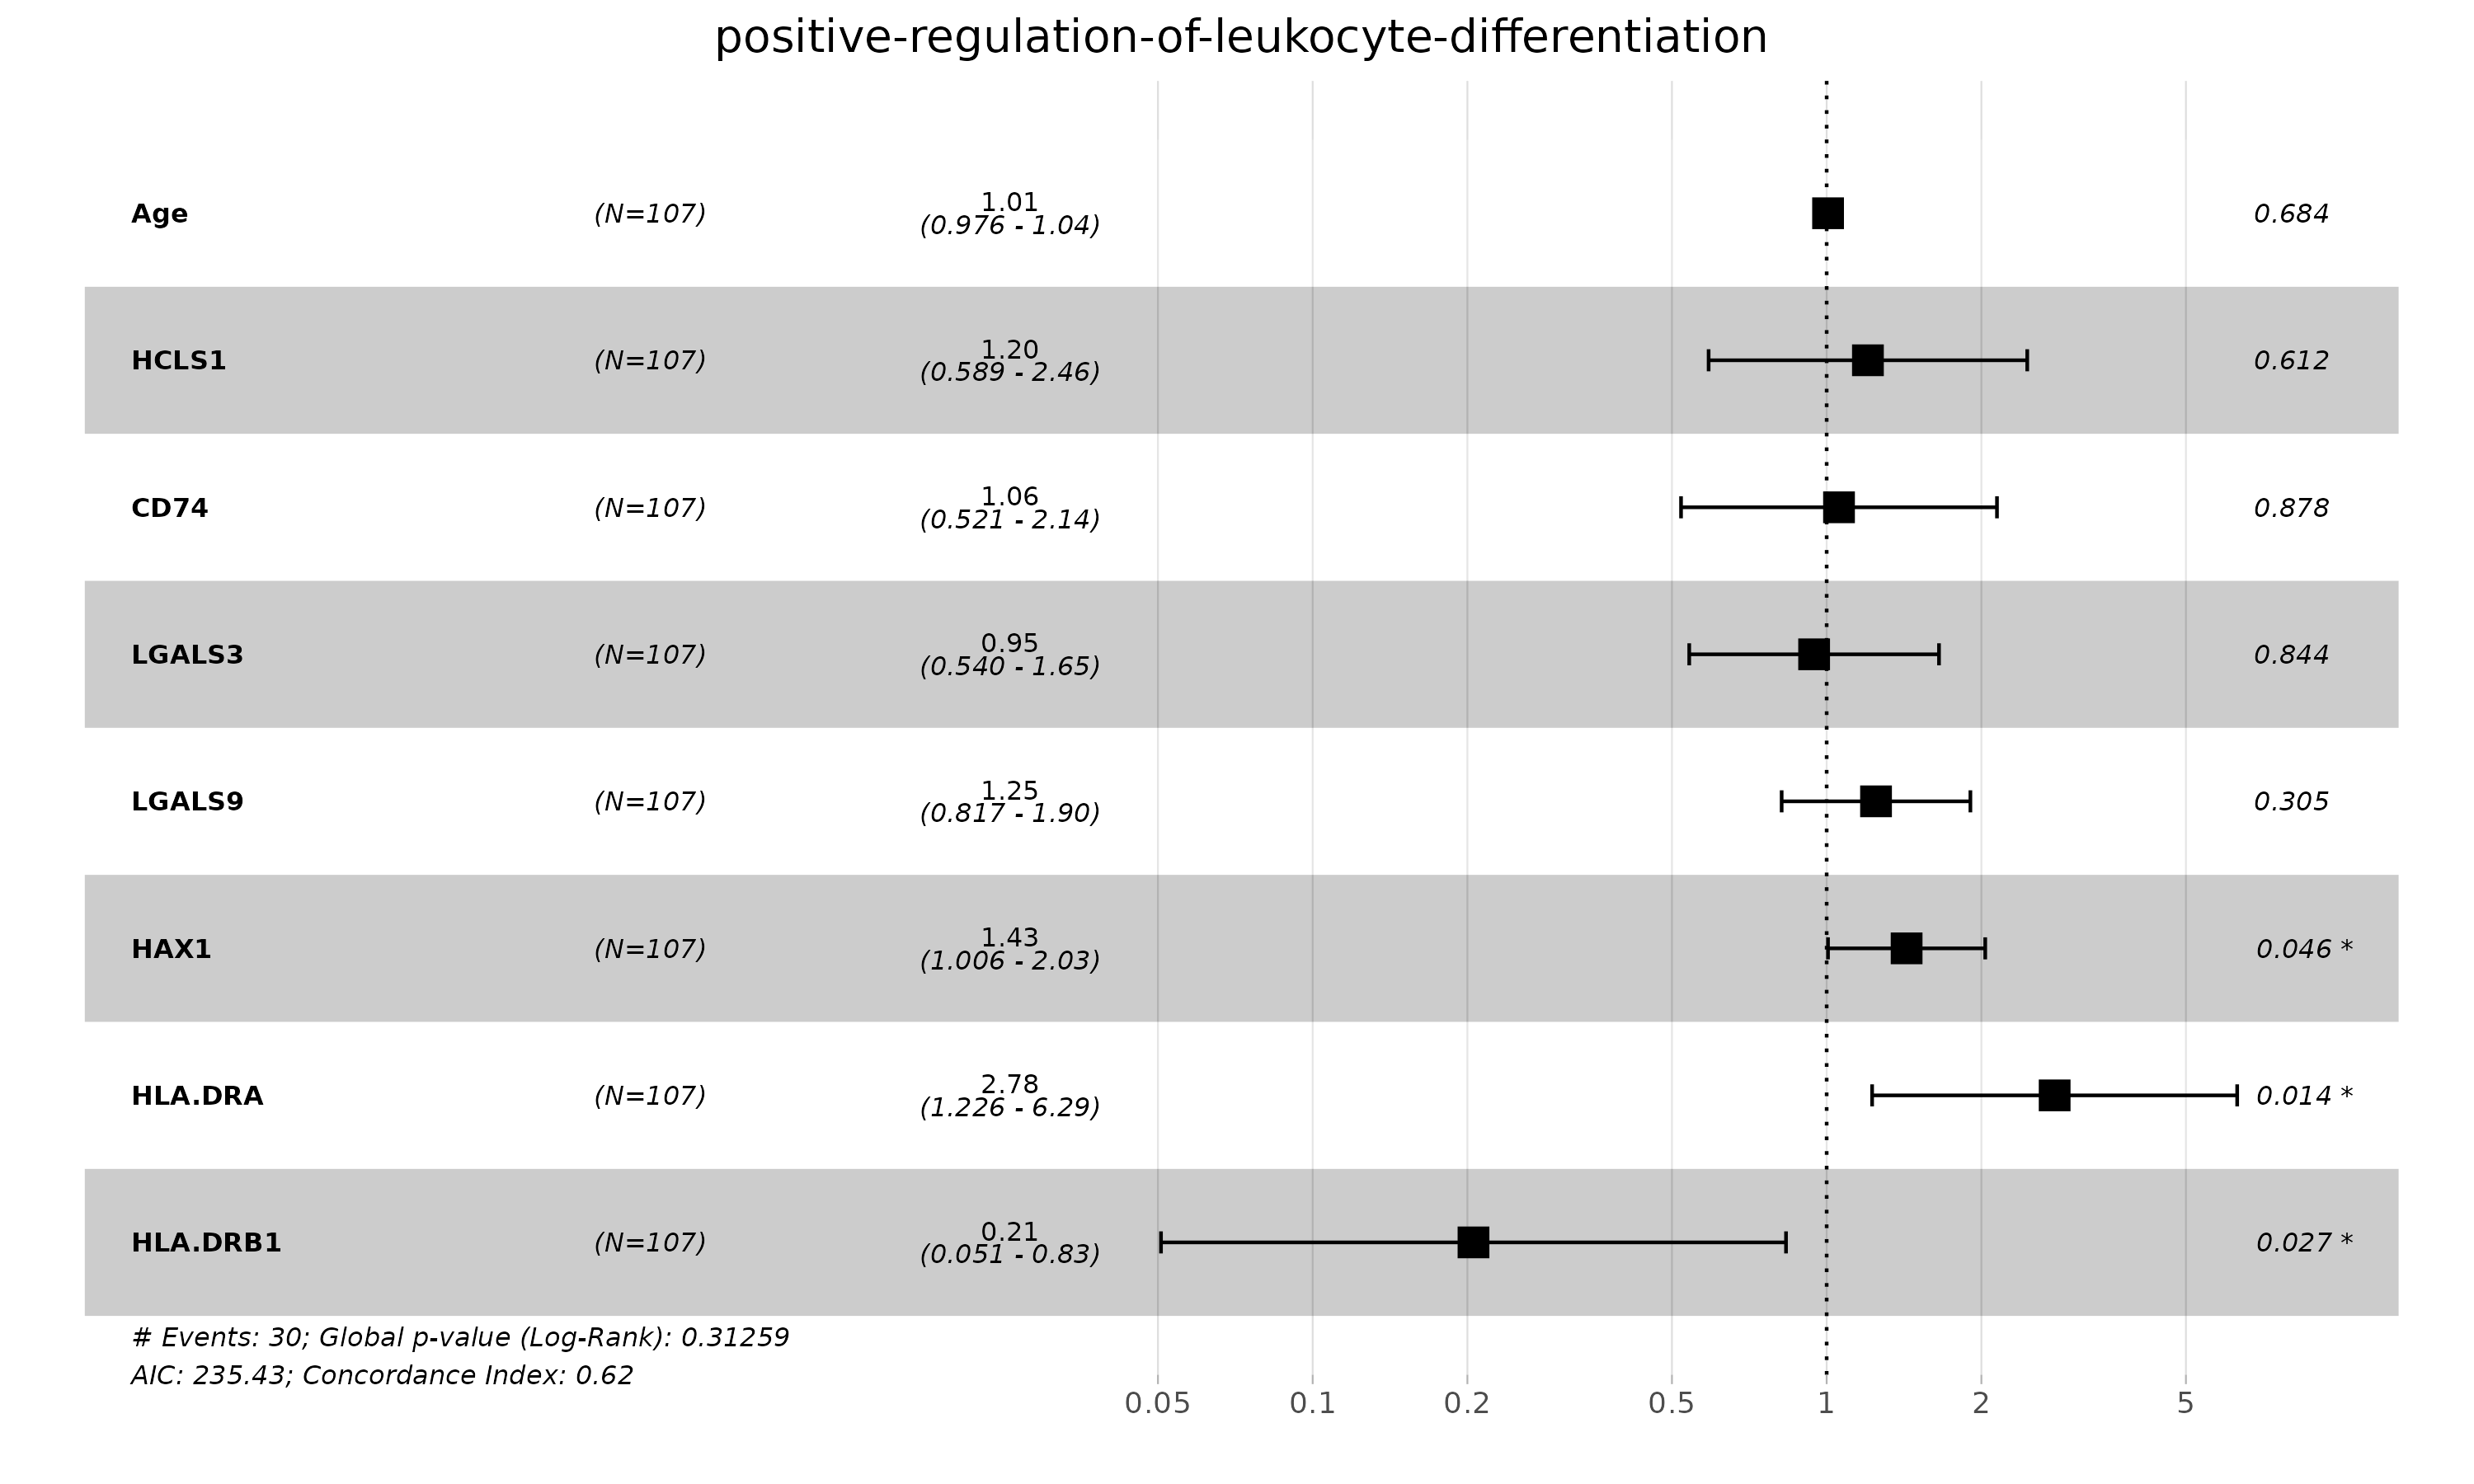 positive-regulation-of-leukocyte-differentiation
Age (N=107) 1.01 0.684
(0.976 - 1.04)
HCLS1 (N=107) 1.20 0.612
(0.589 - 2.46)
CD74 (N=107) 1.06 0.878
(0.521 - 2.14)
LGALS3 (N=107) 0.95 0.844
(0.540 - 1.65)
LGALS9 (N=107) 1.25 0.305
(0.817 - 1.90)
HAX1 (N=107) 1.43 0.046 *
(1.006 - 2.03)
HLA.DRA (N=107) 2.78 0.014 *
(1.226 - 6.29)
HLA.DRB1 (N=107) 0.21 0.027 *
(0.051 - 0.83)
# Events: 30; Global p-value (Log-Rank): 0.31259
AIC: 235.43; Concordance Index: 0.62
0.05 0.1 0.2 0.5 1 2 5